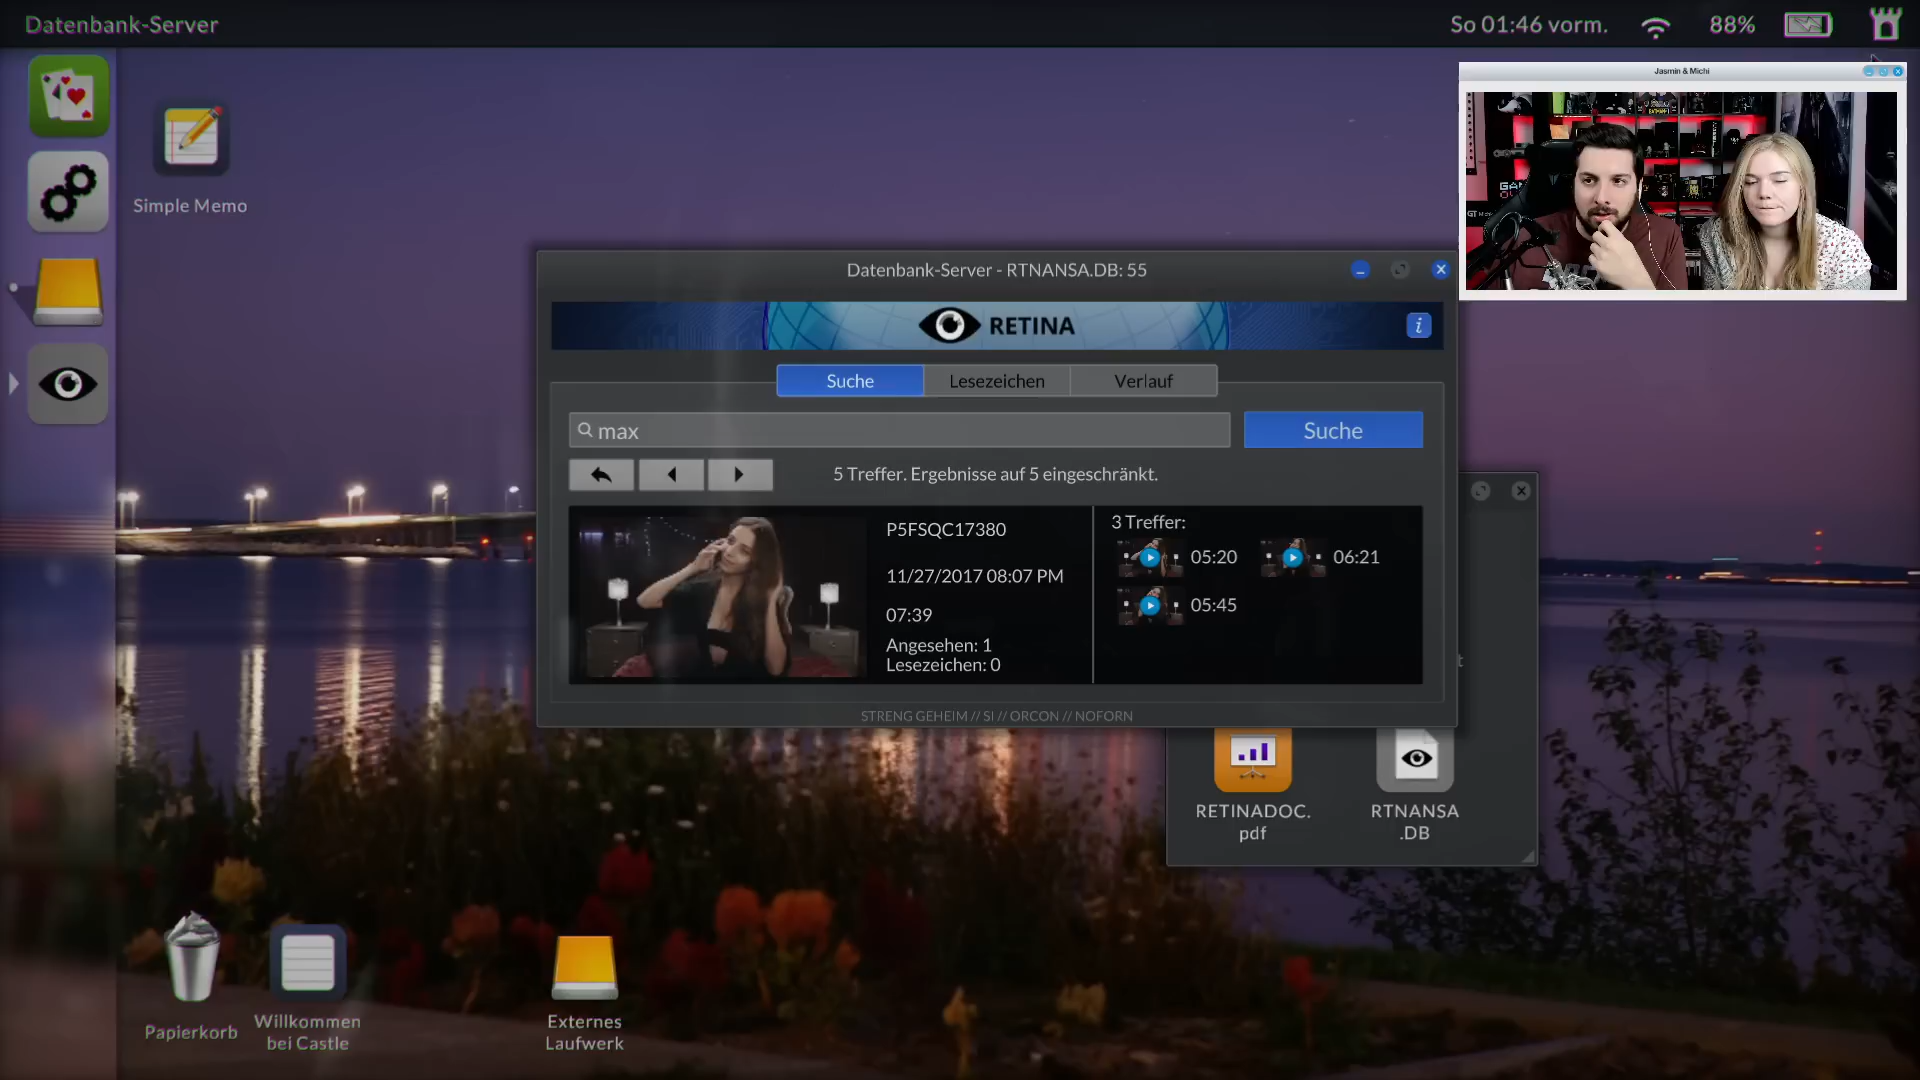 Datenbank-Server
So 01:46 vorm.
88%
Jasmin & Michi
Simple Memo
Datenbank-Server - RTNANSA.DB: 55
RETINA
i
Suche
Lesezeichen
Verlauf
max
Suche
5 Treffer. Ergebnisse auf 5 eingeschränkt.
P5FSQC17380
11/27/2017 08:07 PM
07:39
Angesehen: 1
Lesezeichen: 0
3 Treffer:
05:20
06:21
05:45
STRENG GEHEIM // SI // ORCON // NOFORN
RETINADOC.
pdf
RTNANSA
.DB
Papierkorb
Willkommen
bei Castle
Externes
Laufwerk